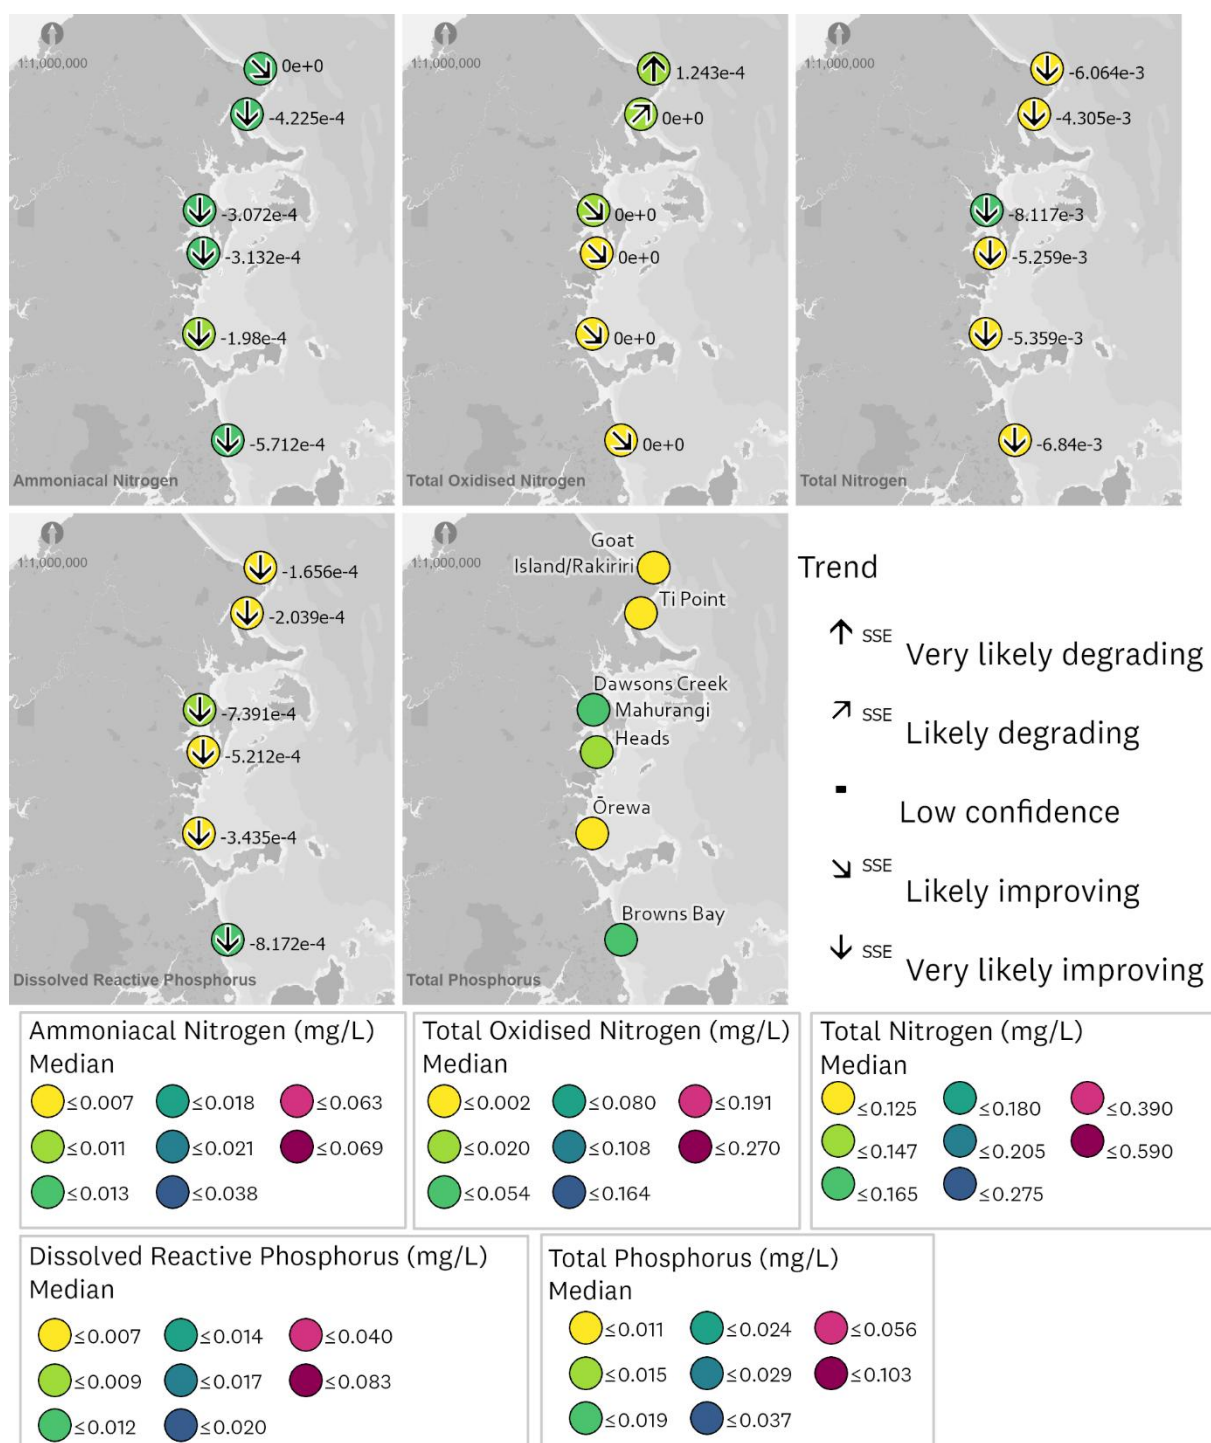 1:1,000,000
0e+0
-4.225e-4
-3.072e-4
-3.132e-4
-1.98e-4
-5.712e-4
Ammoniacal Nitrogen
1:1,000,000
1.243e-4
0e+0
0e+0
0e+0
0e+0
0e+0
Total Oxidised Nitrogen
1:1,000,000
-6.064e-3
-4.305e-3
-8.117e-3
-5.259e-3
-5.359e-3
-6.84e-3
Total Nitrogen
1:1,000,000
-1.656e-4
-2.039e-4
-7.391e-4
-5.212e-4
-3.435e-4
-8.172e-4
Dissolved Reactive Phosphorus
1:1,000,000
Goat
Island/Rakiriri
Ti Point
Dawsons Creek
Mahurangi
Heads
Ōrewa
Browns Bay
Total Phosphorus
Trend
SSE Very likely degrading
SSE Likely degrading
Low confidence
SSE Likely improving
SSE Very likely improving
Ammoniacal Nitrogen (mg/L)
Median
≤0.007 ≤0.018 ≤0.063
≤0.011 ≤0.021 ≤0.069
≤0.013 ≤0.038
Total Oxidised Nitrogen (mg/L)
Median
≤0.002 ≤0.080 ≤0.191
≤0.020 ≤0.108 ≤0.270
≤0.054 ≤0.164
Total Nitrogen (mg/L)
Median
≤0.125 ≤0.180 ≤0.390
≤0.147 ≤0.205 ≤0.590
≤0.165 ≤0.275
Dissolved Reactive Phosphorus (mg/L)
Median
≤0.007 ≤0.014 ≤0.040
≤0.009 ≤0.017 ≤0.083
≤0.012 ≤0.020
Total Phosphorus (mg/L)
Median
≤0.011 ≤0.024 ≤0.056
≤0.015 ≤0.029 ≤0.103
≤0.019 ≤0.037